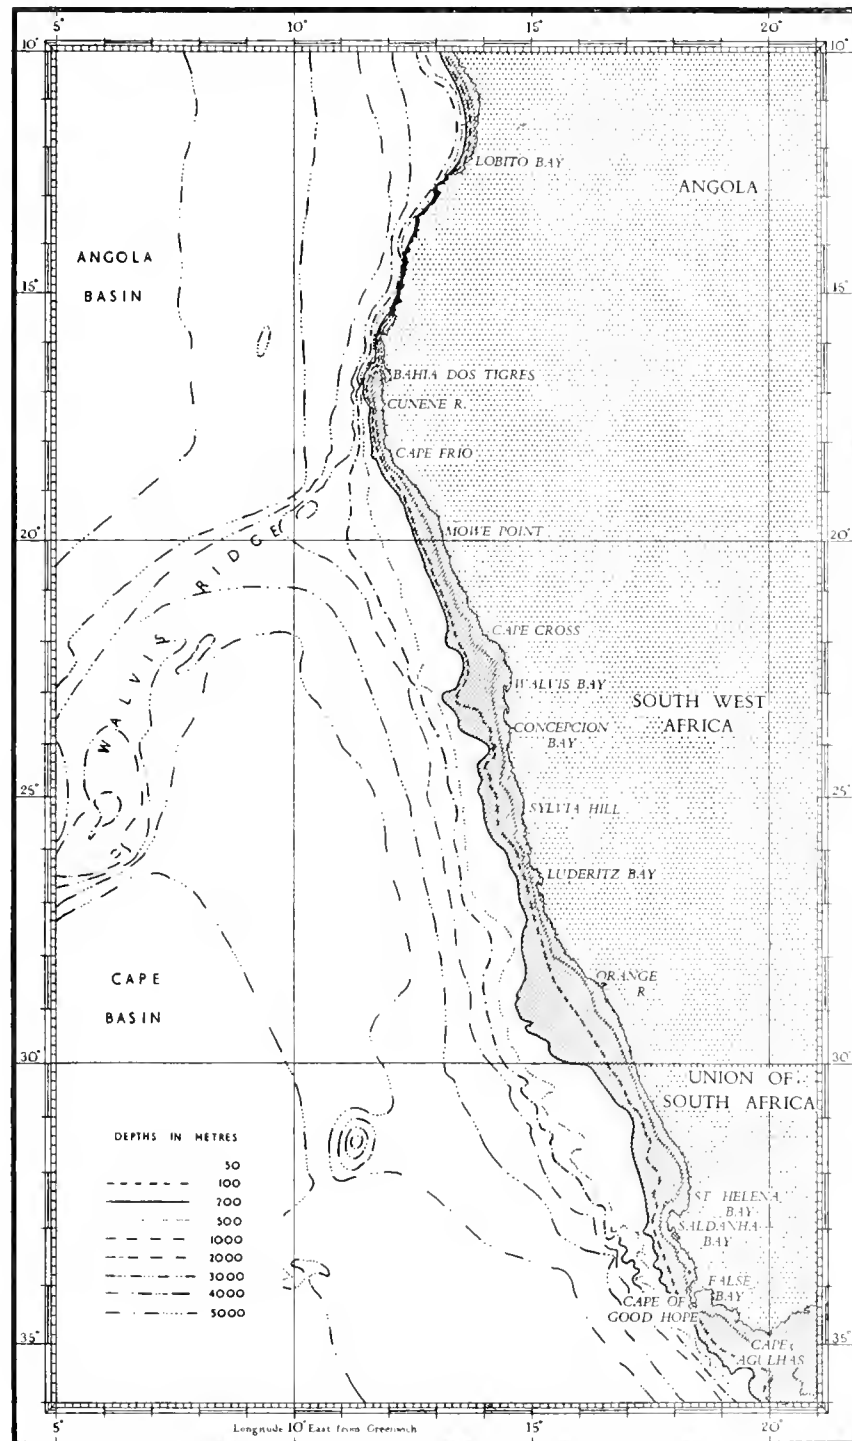 5°
10°
15°
20°
10°
10°
LOBITO BAY
ANGOLA
ANGOLA
BASIN
15°
15°
BAHIA DOS TIGRES
CUNENE R.
CAPE FRIO
WALVIS RIDGE
MOWE POINT
20°
20°
CAPE CROSS
WALVIS BAY
SOUTH WEST
AFRICA
CONCEPCION
BAY
25°
25°
SYLVIA HILL
LUDERITZ BAY
CAPE
BASIN
ORANGE
R
30°
30°
UNION OF
SOUTH AFRICA
DEPTHS IN METRES
50
100
200
500
1000
2000
3000
4000
5000
ST HELENA
BAY
SALDANHA
BAY
FALSE
BAY
CAPE OF
GOOD HOPE
CAPE
AGULHAS
35°
35°
5°
10°
15°
20°
Longitude East from Greenwich